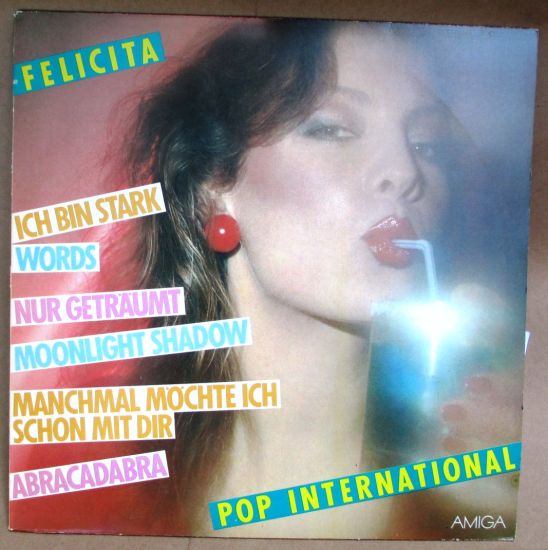 FELICITA
ICH BIN STARK
WORDS
NUR GETRÄUMT
MOONLIGHT SHADOW
MANCHMAL MÖCHTE ICH
SCHON MIT DIR
ABRACADABRA
POP INTERNATIONAL
AMIGA